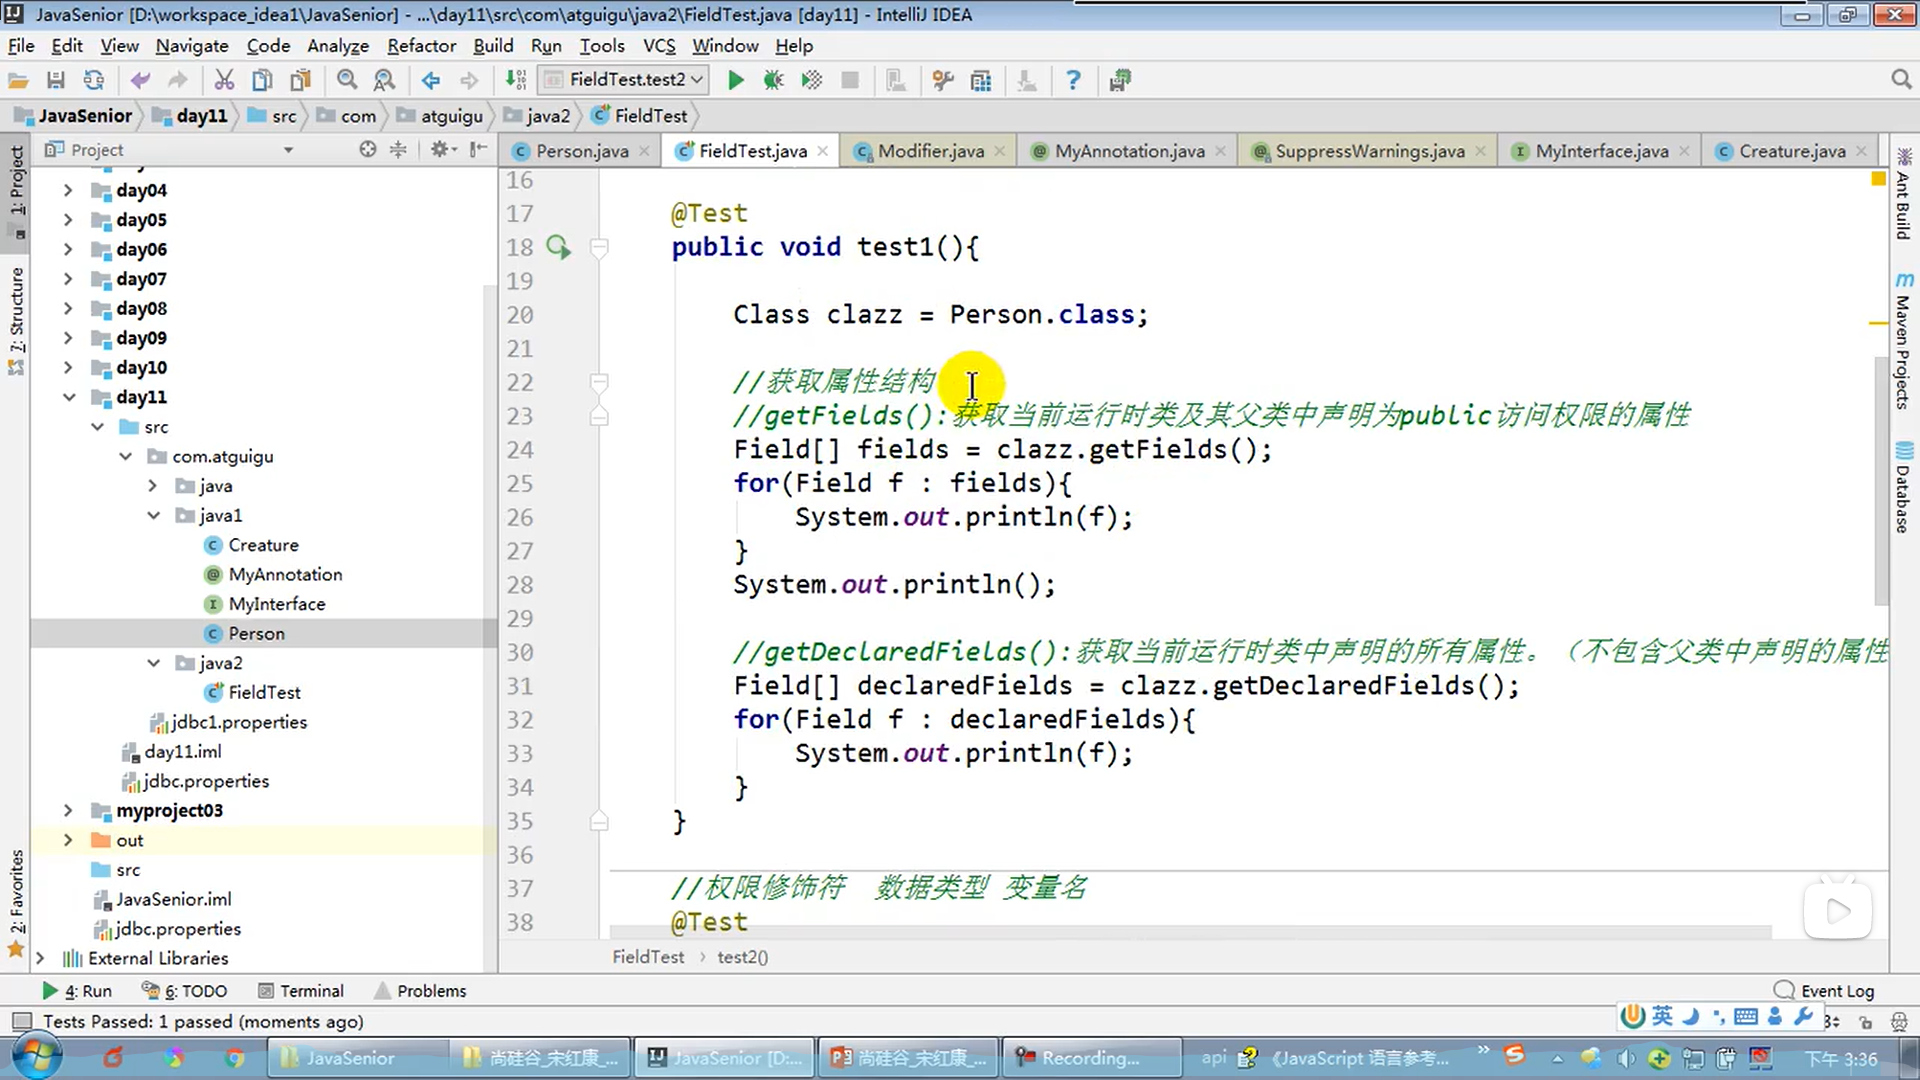 JavaSenior [D:\workspace_idea1\JavaSenior] - ...\day11\src\com\atguigu\java2\FieldTest.java [day11] - IntelliJ IDEA
File Edit View Navigate Code Analyze Refactor Build Run Tools VCS Window Help
FieldTest.test2
JavaSenior day11 src com atguigu java2 FieldTest
Project
Person.java FieldTest.java Modifier.java MyAnnotation.java SuppressWarnings.java MyInterface.java Creature.java
1: Project
7: Structure
2: Favorites
day04
day05
day06
day07
day08
day09
day10
day11
src
com.atguigu
java
java1
Creature
MyAnnotation
MyInterface
Person
java2
FieldTest
jdbc1.properties
day11.iml
jdbc.properties
myproject03
out
src
JavaSenior.iml
jdbc.properties
External Libraries
16
17 @Test
18 public void test1(){
19
20 Class clazz = Person.class;
21
22 //获取属性结构
23 //getFields():获取当前运行时类及其父类中声明为public访问权限的属性
24 Field[] fields = clazz.getFields();
25 for(Field f : fields){
26 System.out.println(f);
27 }
28 System.out.println();
29
30 //getDeclaredFields():获取当前运行时类中声明的所有属性。（不包含父类中声明的属性
31 Field[] declaredFields = clazz.getDeclaredFields();
32 for(Field f : declaredFields){
33 System.out.println(f);
34 }
35 }
36
37 //权限修饰符 数据类型 变量名
38 @Test
FieldTest › test2()
Ant Build
Maven Projects
Database
4: Run 6: TODO Terminal Problems Event Log
Tests Passed: 1 passed (moments ago)
英
JavaSenior 尚硅谷_宋红康_... JavaSenior [D:... 尚硅谷_宋红康_... Recording... api 《JavaScript 语言参考... 下午 3:36